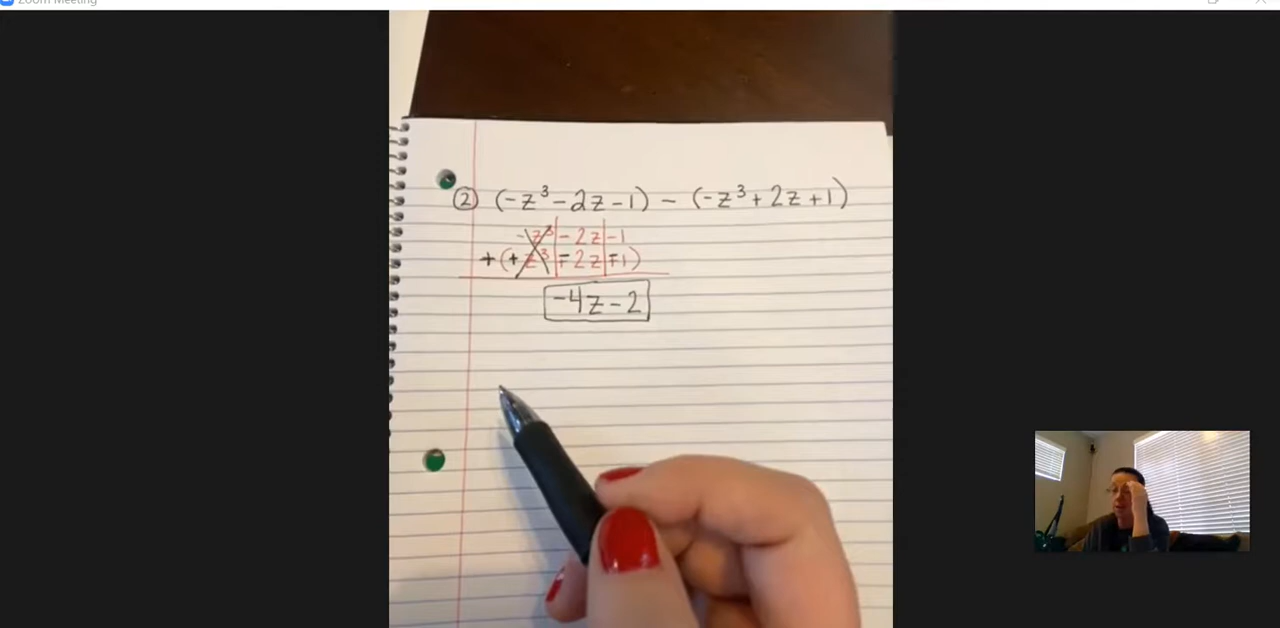 Zoom Meeting
② (-z³ - 2z - 1) - (-z³ + 2z + 1)
-z³ | - 2z | - 1
+ (+z³ | - 2z | - 1)
-4z - 2